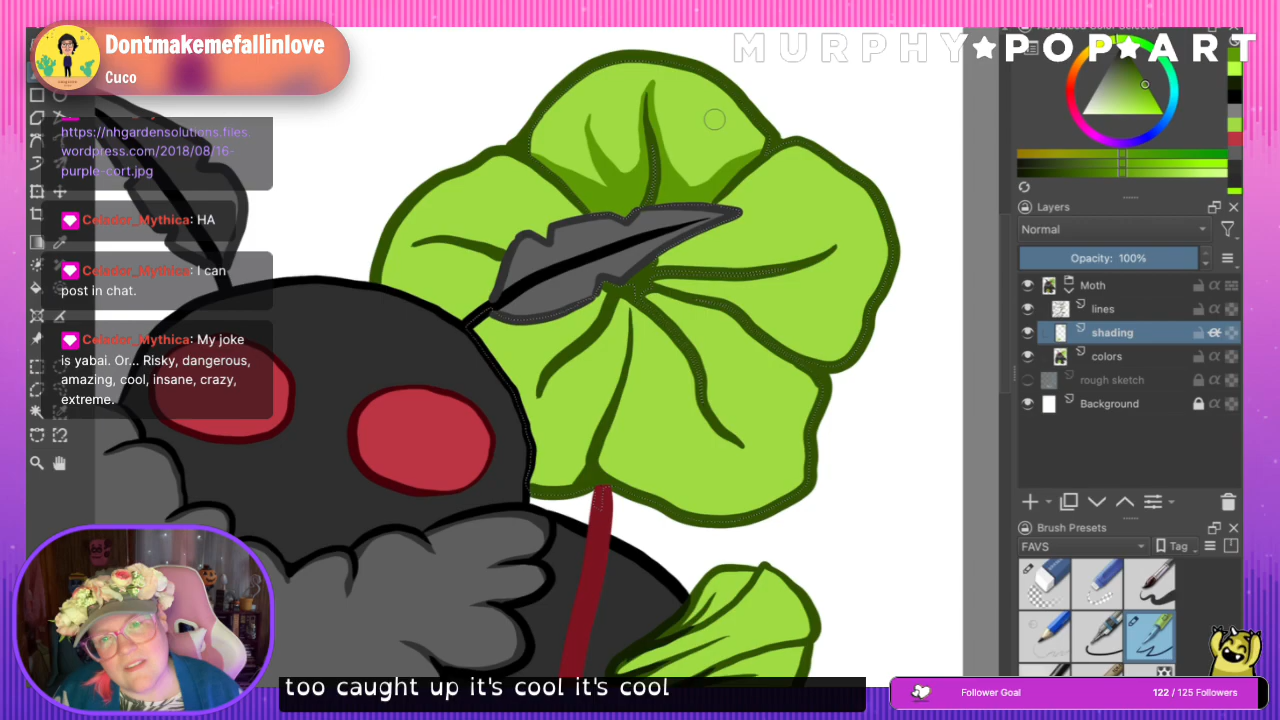 Dontmakemefallinlove
Cuco
MURPHY★POP★ART
https://nhgardensolutions.files.
wordpress.com/2018/08/16-
purple-cort.jpg
Celador_Mythica: HA
Celador_Mythica: I can
post in chat.
Celador_Mythica: My joke
is yabai. Or... Risky, dangerous,
amazing, cool, insane, crazy,
extreme.
Layers
Normal
Opacity: 100%
Moth
lines
shading
colors
rough sketch
Background
Brush Presets
FAVS
Tag
too caught up it's cool it's cool
Follower Goal
122 / 125 Followers